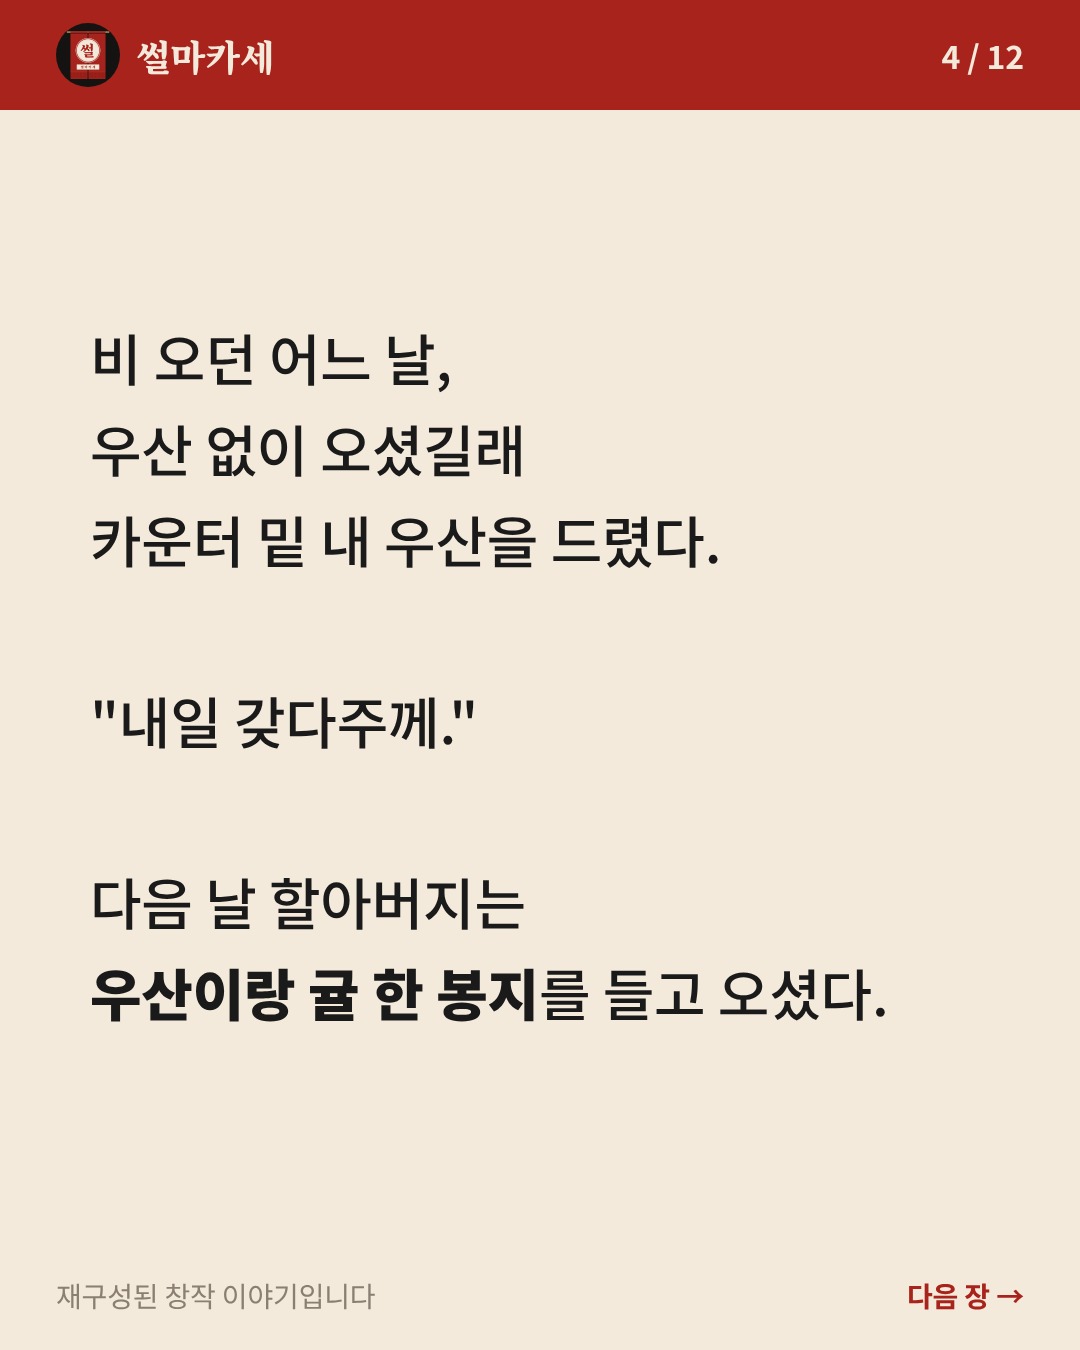 썰
썰마카세
4 / 12
비 오던 어느 날,
우산 없이 오셨길래
카운터 밑 내 우산을 드렸다.
"내일 갖다주께."
다음 날 할아버지는
우산이랑 귤 한 봉지를 들고 오셨다.
재구성된 창작 이야기입니다
다음 장 →